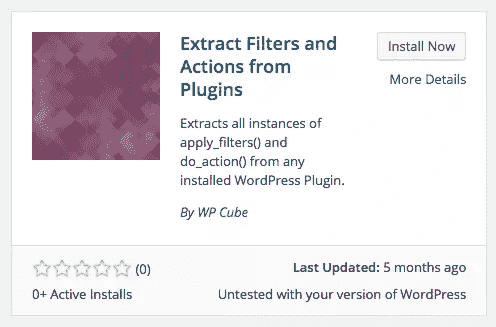 Extract Filters and
Actions from
Plugins
Install Now
More Details
Extracts all instances of
apply_filters() and
do_action() from any
installed WordPress Plugin.
By WP Cube
(0)
Last Updated: 5 months ago
0+ Active Installs
Untested with your version of WordPress